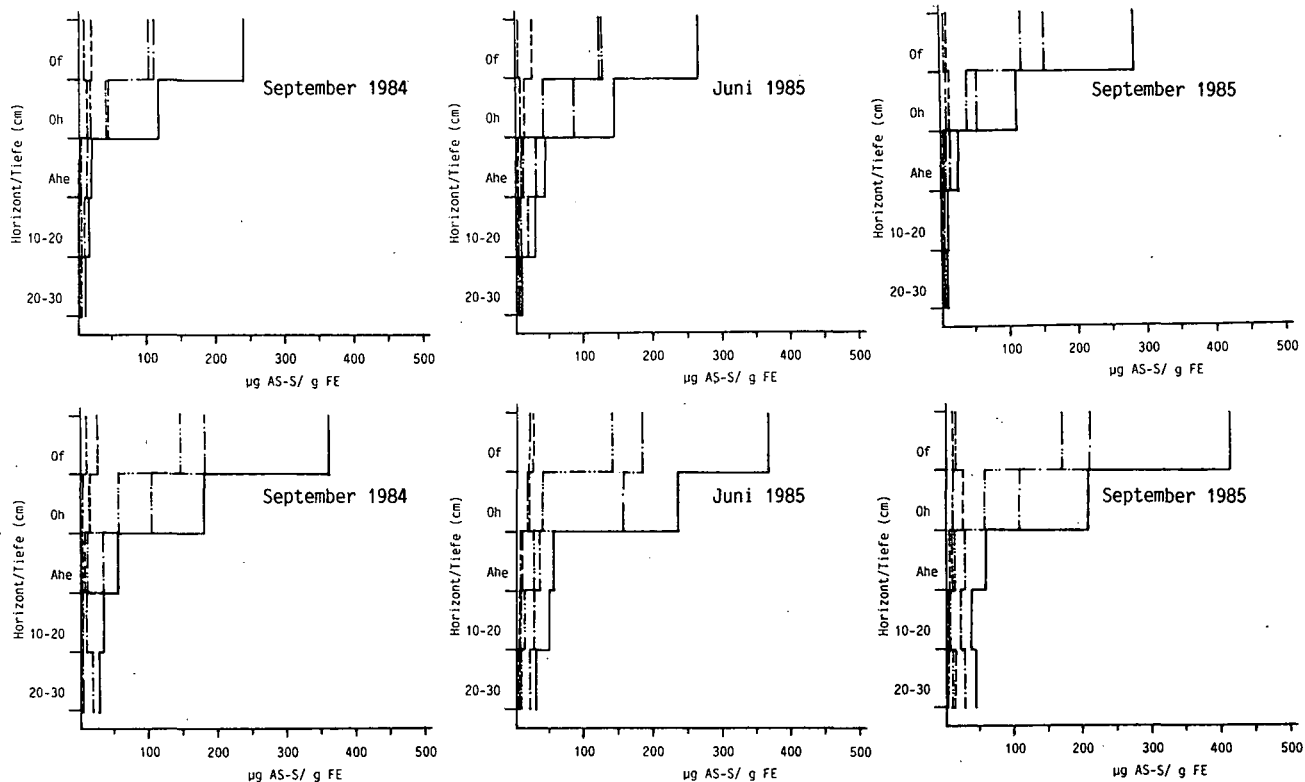 Horizont/Tiefe (cm)
Of
Oh
Ahe
10-20
20-30
September 1984
100 200 300 400 500
µg AS-S/ g FE
Horizont/Tiefe (cm)
Of
Oh
Ahe
10-20
20-30
Juni 1985
100 200 300 400 500
µg AS-S/ g FE
Horizont/Tiefe (cm)
Of
Oh
Ahe
10-20
20-30
September 1985
100 200 300 400 500
µg AS-S/ g FE
Horizont/Tiefe (cm)
Of
Oh
Ahe
10-20
20-30
September 1984
100 200 300 400 500
µg AS-S/ g FE
Horizont/Tiefe (cm)
Of
Oh
Ahe
10-20
20-30
Juni 1985
100 200 300 400 500
µg AS-S/ g FE
Horizont/Tiefe (cm)
Of
Oh
Ahe
10-20
20-30
September 1985
100 200 300 400 500
µg AS-S/ g FE